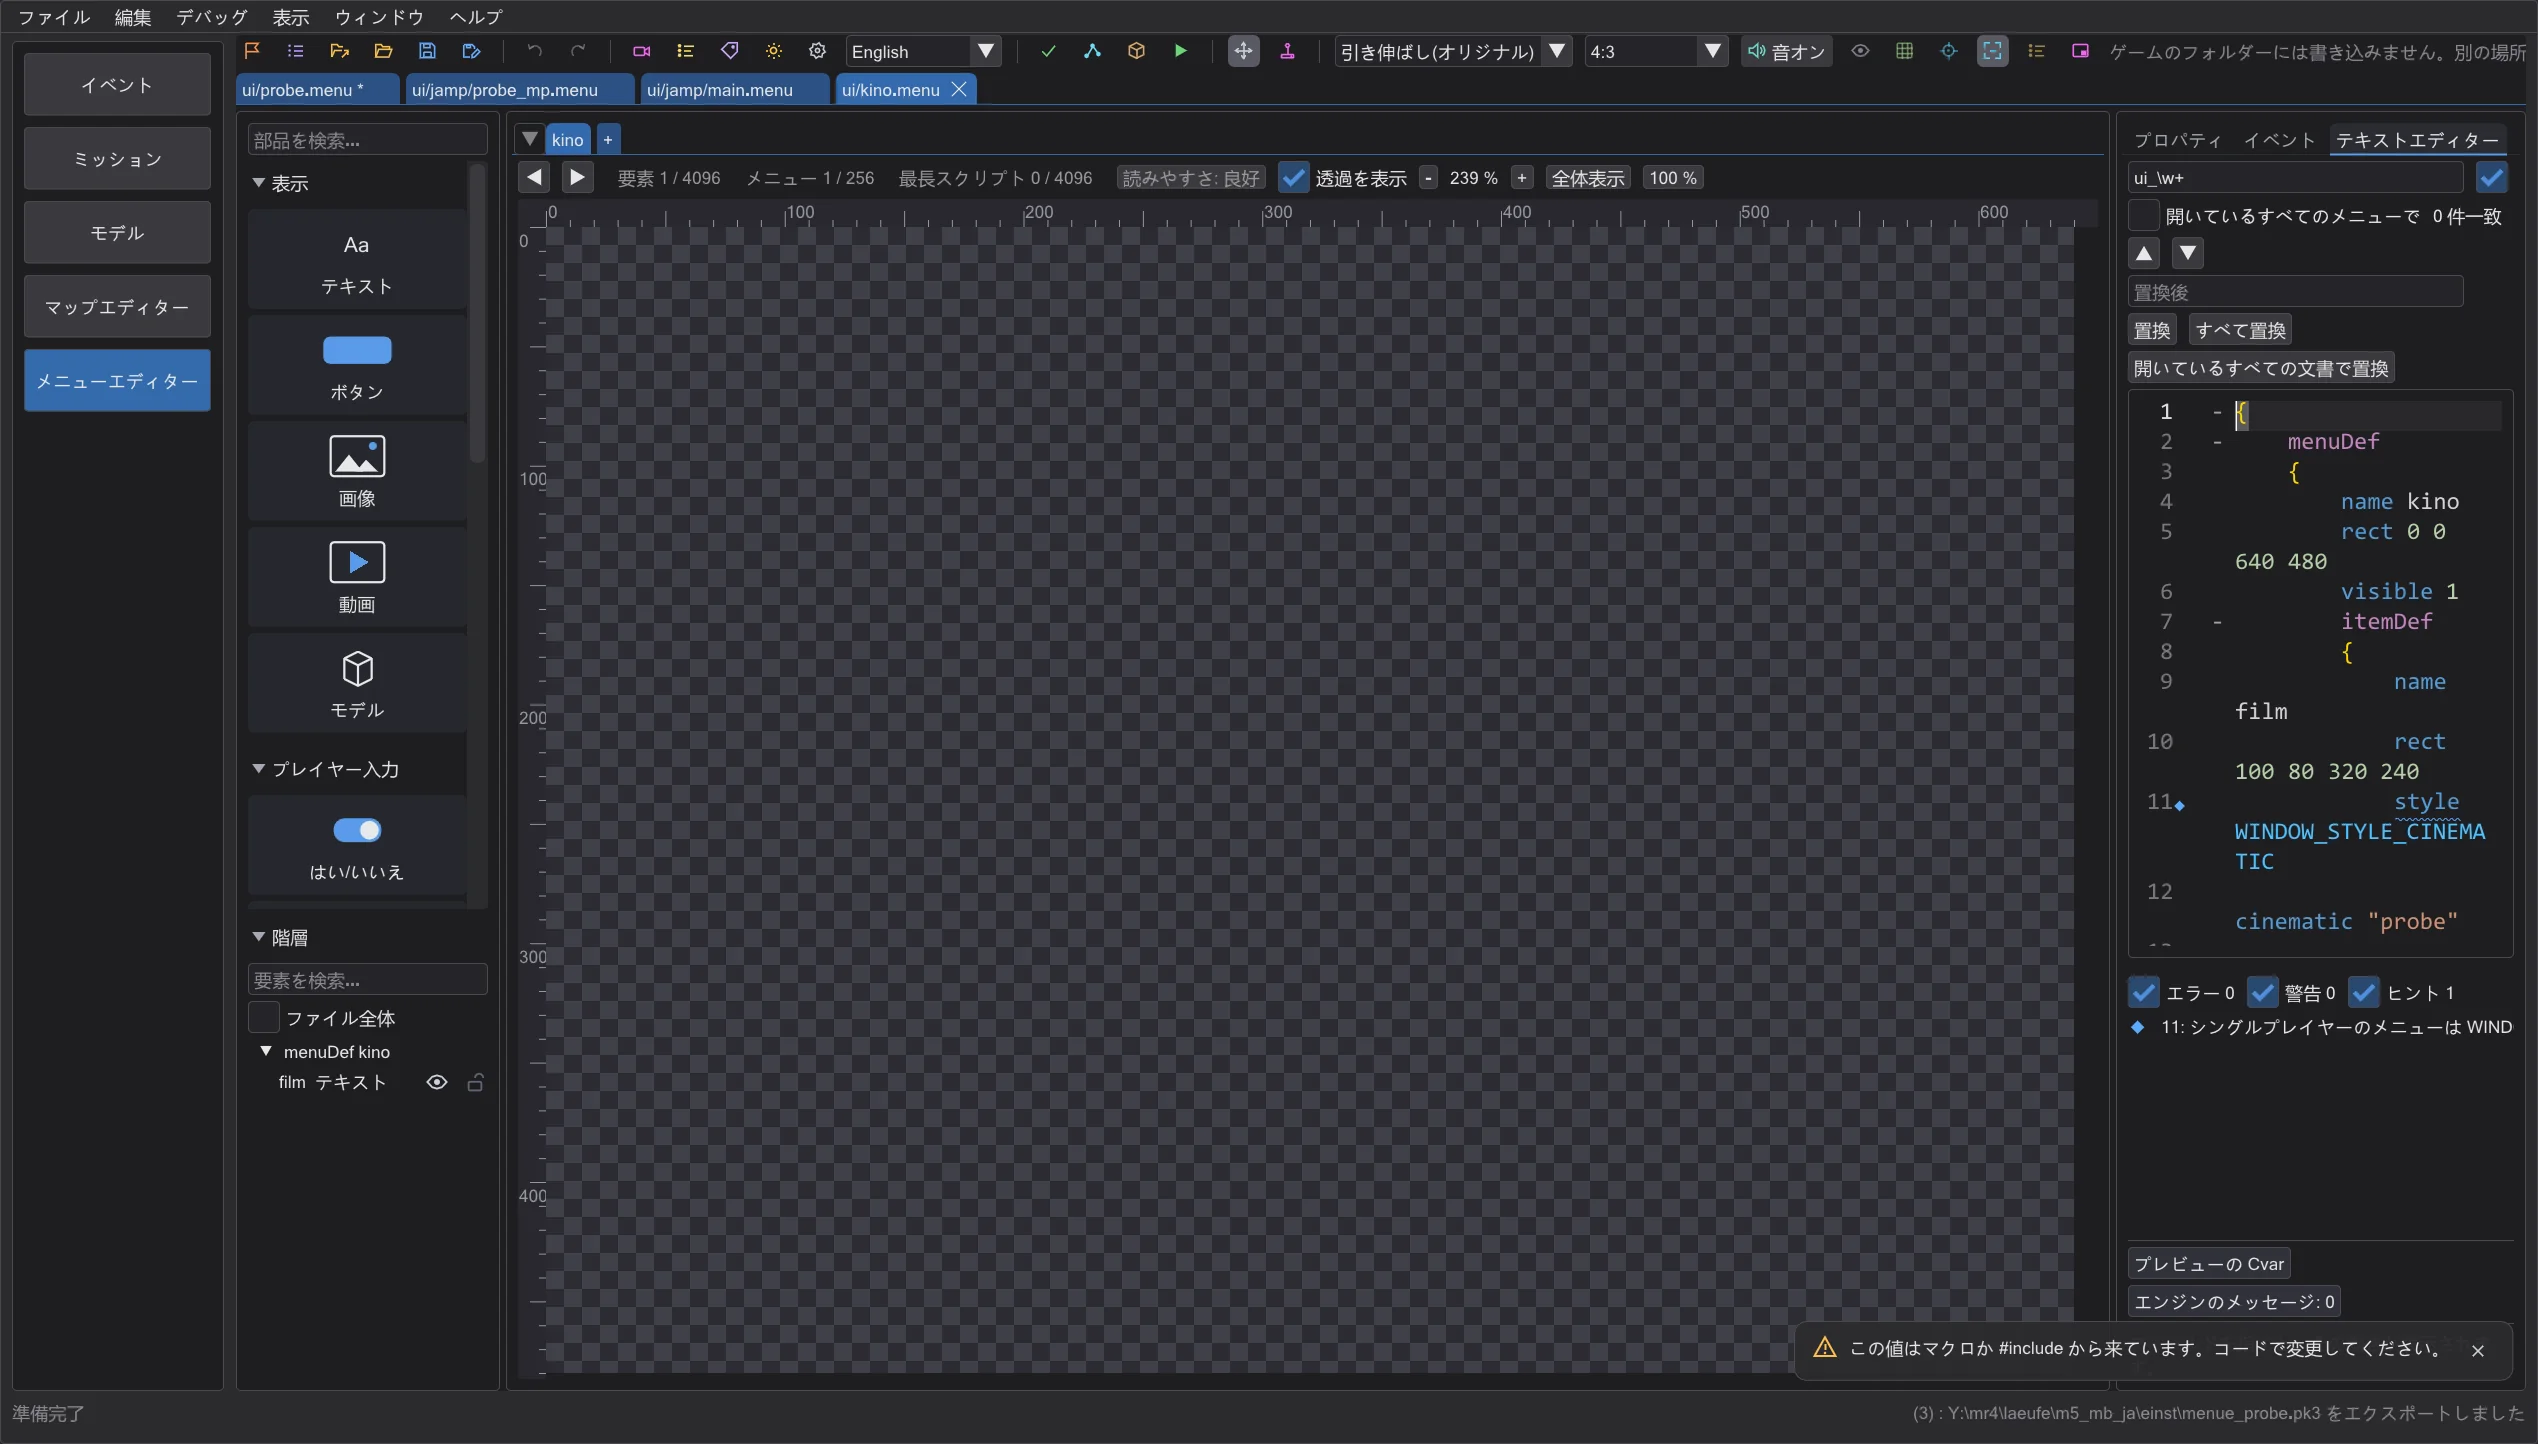 ファイル 編集 デバッグ 表示 ウィンドウ ヘルプ
イベント
ミッション
モデル
マップエディター
メニューエディター
English
引き伸ばし(オリジナル)
4:3
音オン
ゲームのフォルダーには書き込みません。別の場所
ui/probe.menu *
ui/jamp/probe_mp.menu
ui/jamp/main.menu
ui/kino.menu
部品を検索...
表示
Aa
テキスト
ボタン
画像
動画
モデル
プレイヤー入力
はい/いいえ
階層
要素を検索...
ファイル全体
menuDef kino
film テキスト
kino
+
要素 1 / 4096
メニュー 1 / 256
最長スクリプト 0 / 4096
読みやすさ: 良好
透過を表示
-
239 %
+
全体表示
100 %
0
100
200
300
400
500
600
0
100
200
300
400
プロパティ イベント テキストエディター
ui_\w+
開いているすべてのメニューで 0 件一致
置換後
置換
すべて置換
開いているすべての文書で置換
1 - {
2 - menuDef
3 {
4 name kino
5 rect 0 0
640 480
6 visible 1
7 - itemDef
8 {
9 name
film
10 rect
100 80 320 240
11 style
WINDOW_STYLE_CINEMA
TIC
12
cinematic "probe"
エラー 0
警告 0
ヒント 1
11: シングルプレイヤーのメニューは WIND
プレビューの Cvar
エンジンのメッセージ: 0
この値はマクロか #include から来ています。コードで変更してください。
準備完了
(3) : Y:\mr4\laeufe\m5_mb_ja\einst\menue_probe.pk3 をエクスポートしました